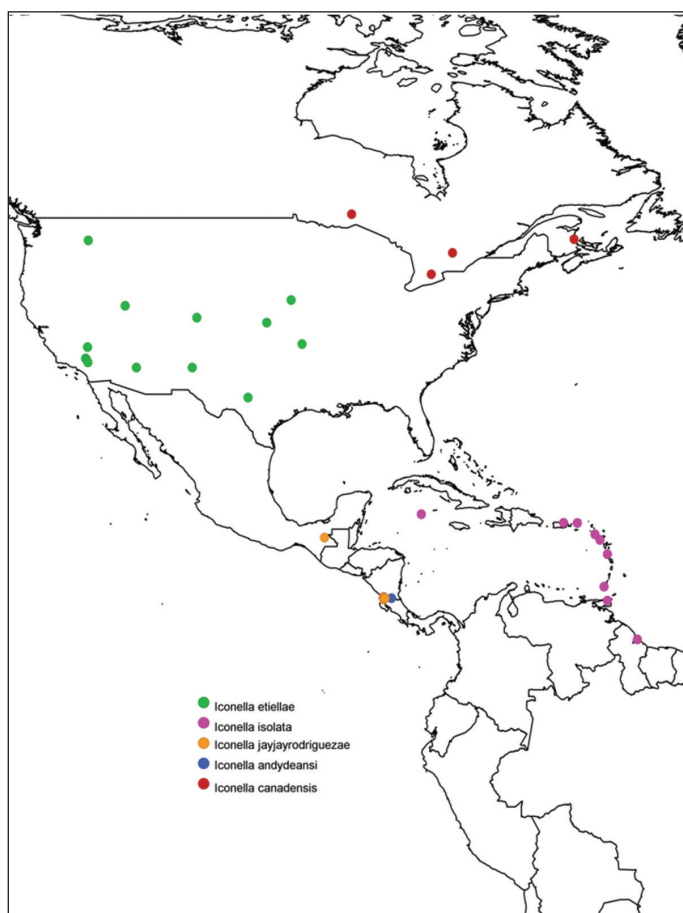 Iconella etiellae
Iconella isolata
Iconella jayjayrodriguezae
Iconella andydeansi
Iconella canadensis